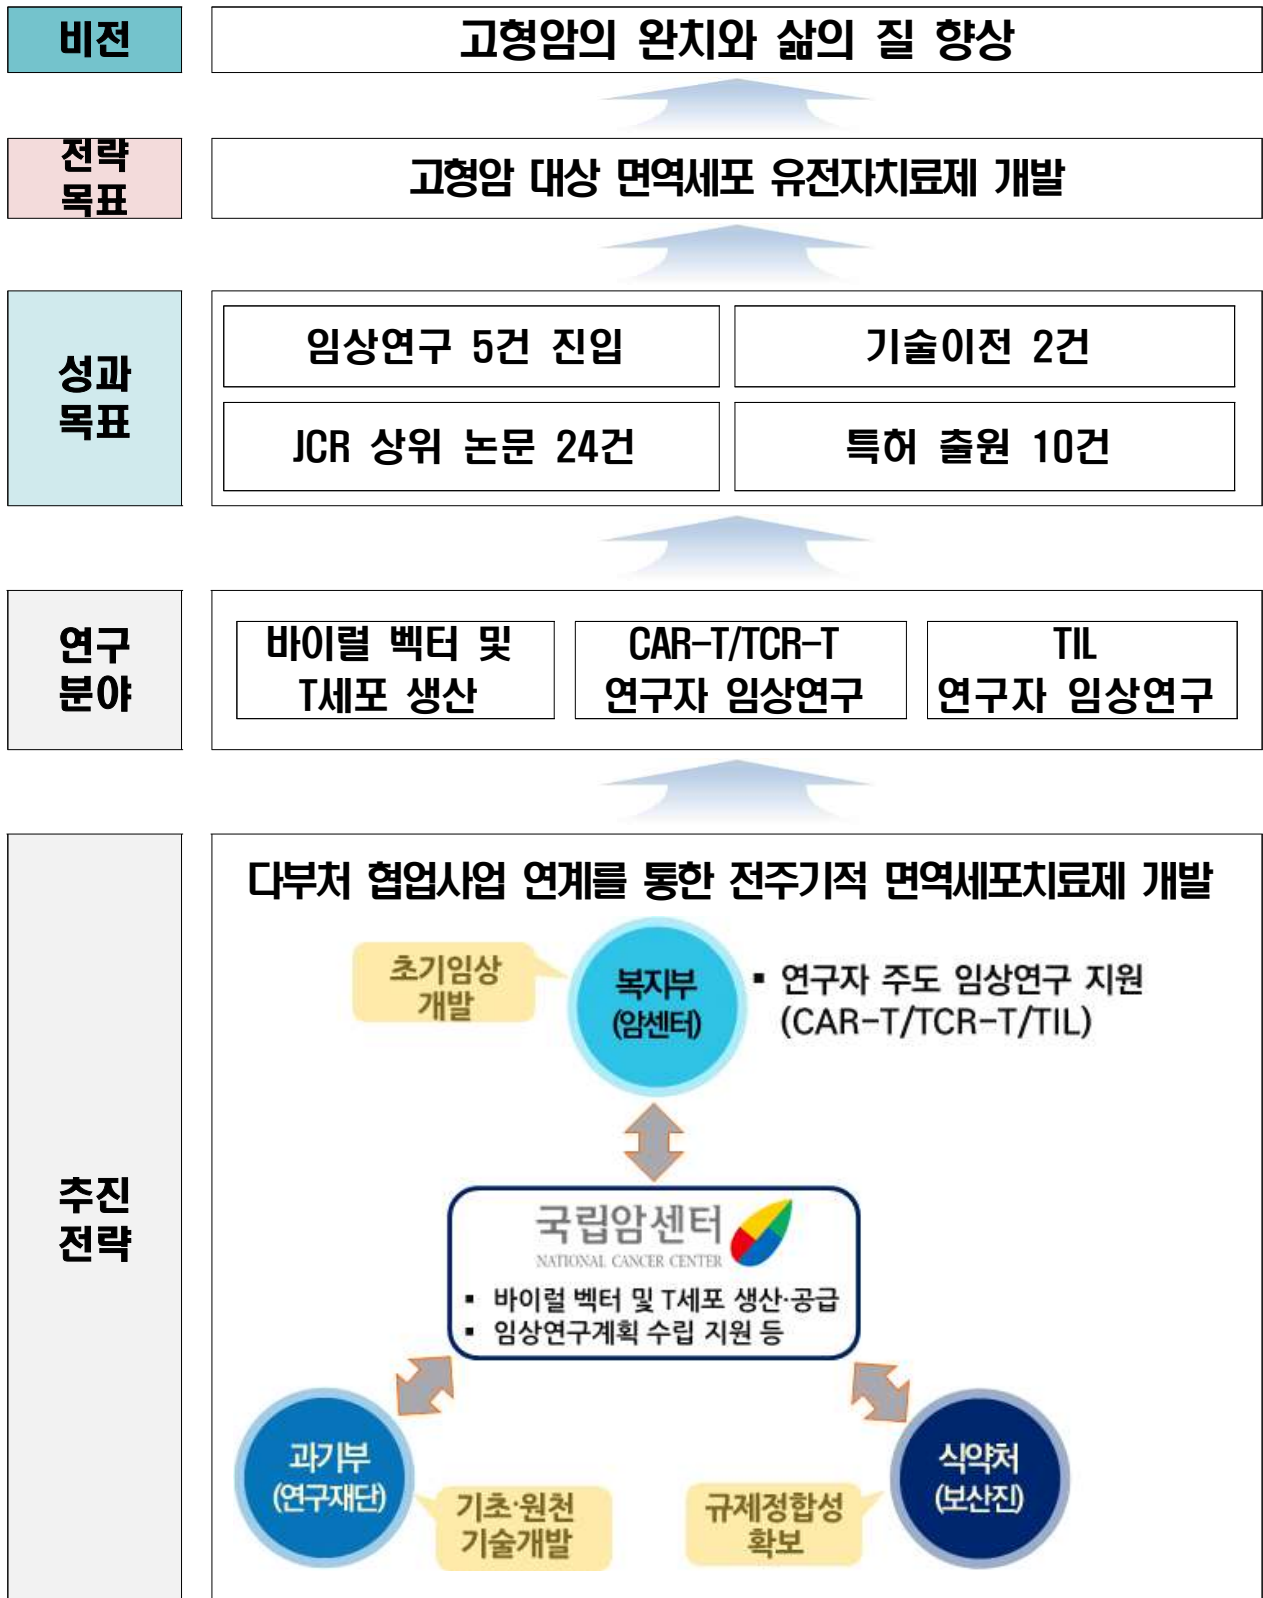 비전
고형암의 완치와 삶의 질 향상
전략
목표
고형암 대상 면역세포 유전자치료제 개발
성과
목표
임상연구 5건 진입
기술이전 2건
JCR 상위 논문 24건
특허 출원 10건
연구
분야
바이럴 벡터 및
T세포 생산
CAR-T/TCR-T
연구자 임상연구
TIL
연구자 임상연구
추진
전략
다부처 협업사업 연계를 통한 전주기적 면역세포치료제 개발
초기임상
개발
복지부
(암센터)
▪ 연구자 주도 임상연구 지원
(CAR-T/TCR-T/TIL)
국립암센터
NATIONAL CANCER CENTER
▪ 바이럴 벡터 및 T세포 생산·공급
▪ 임상연구계획 수립 지원 등
과기부
(연구재단)
기초·원천
기술개발
규제정합성
확보
식약처
(보산진)